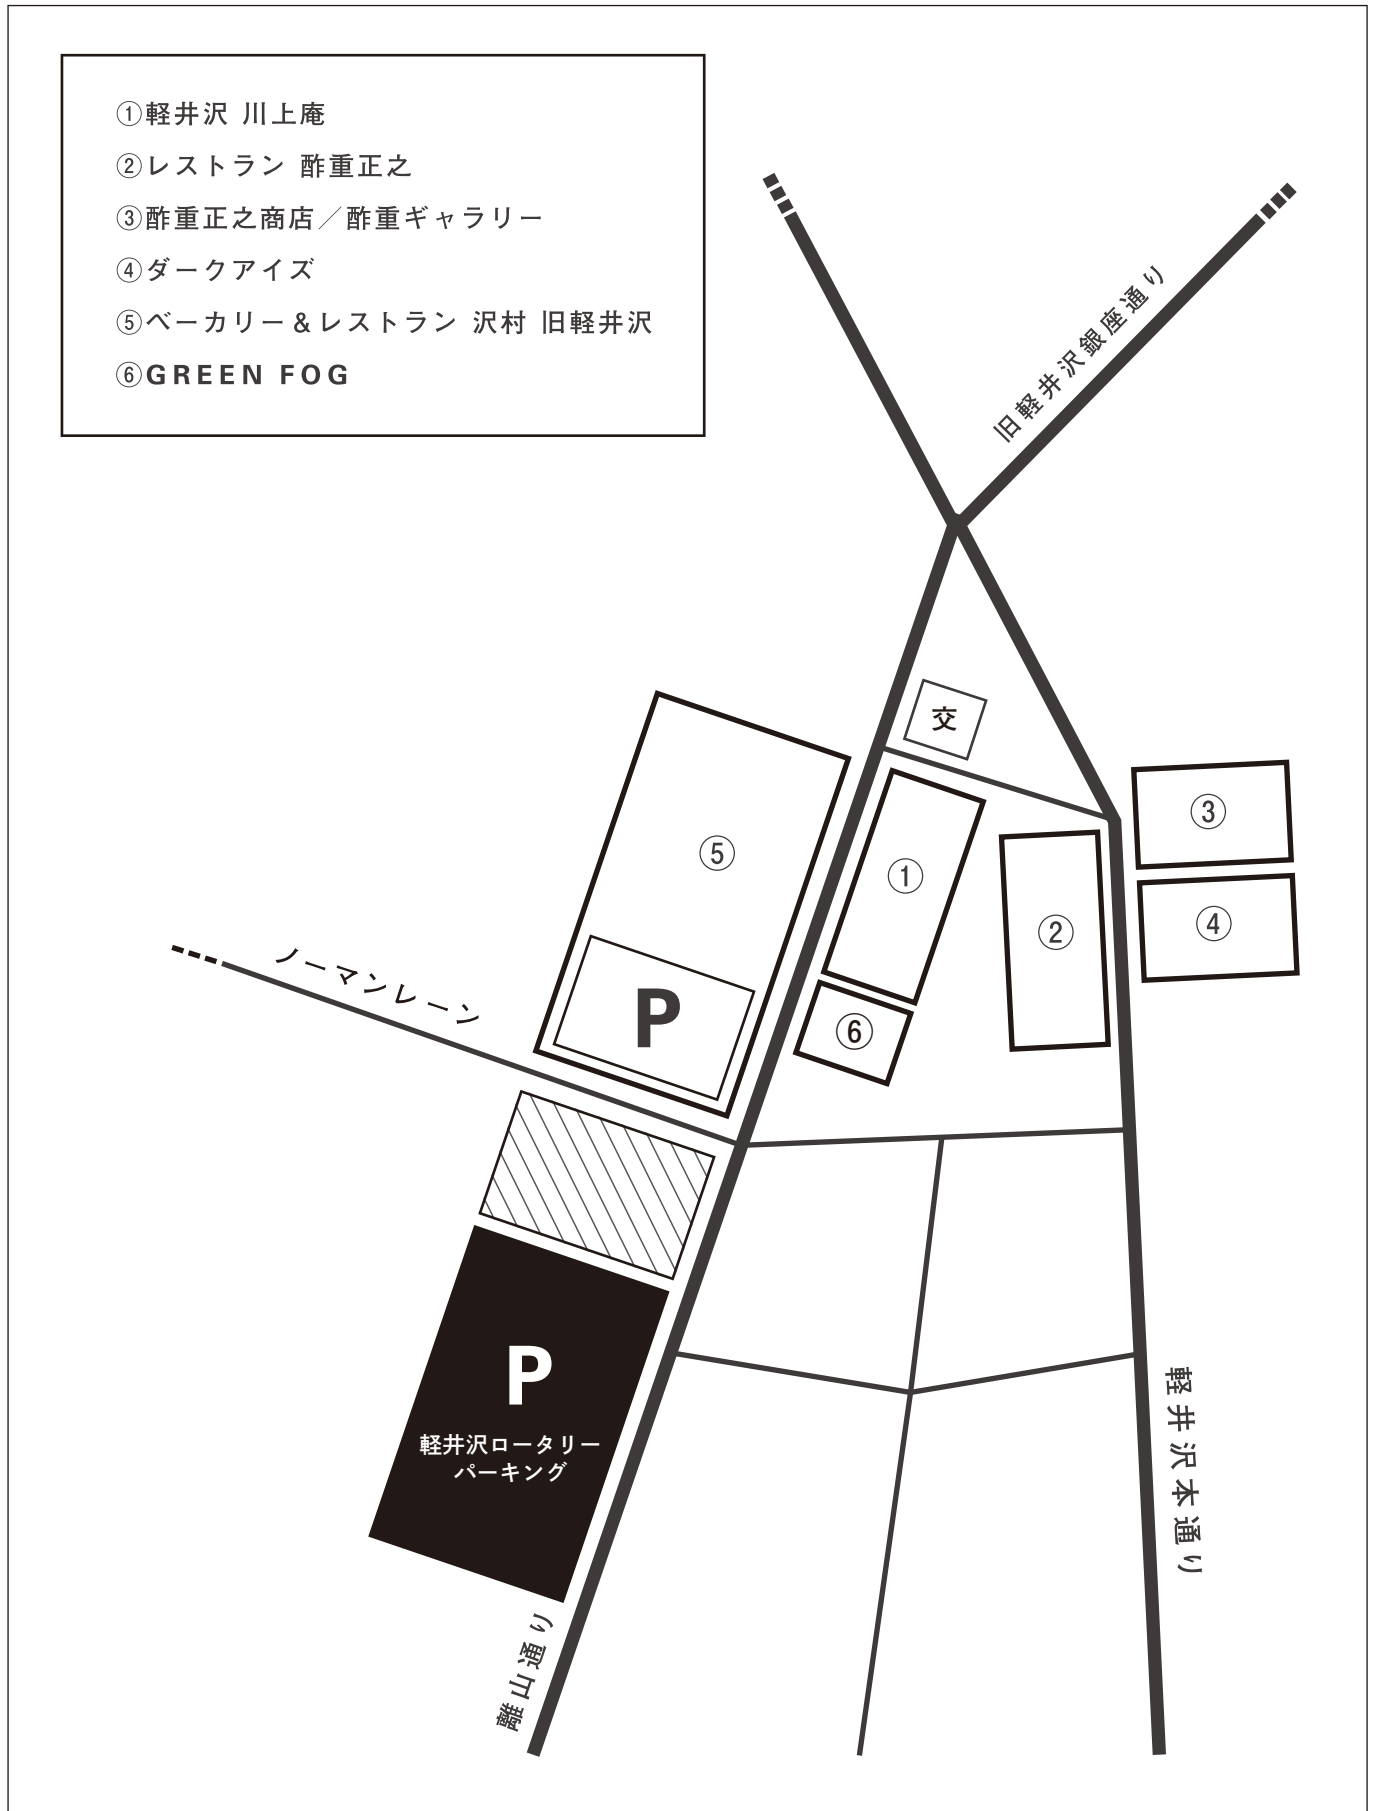 ①軽井沢 川上庵
②レストラン 酢重正之
③酢重正之商店／酢重ギャラリー
④ダークアイズ
⑤ベーカリー＆レストラン 沢村 旧軽井沢
⑥GREEN FOG
旧軽井沢銀座通り
交
③
⑤
①
②
④
ノーマンレーン
P
⑥
P
軽井沢ロータリー
パーキング
軽井沢本通り
離山通り